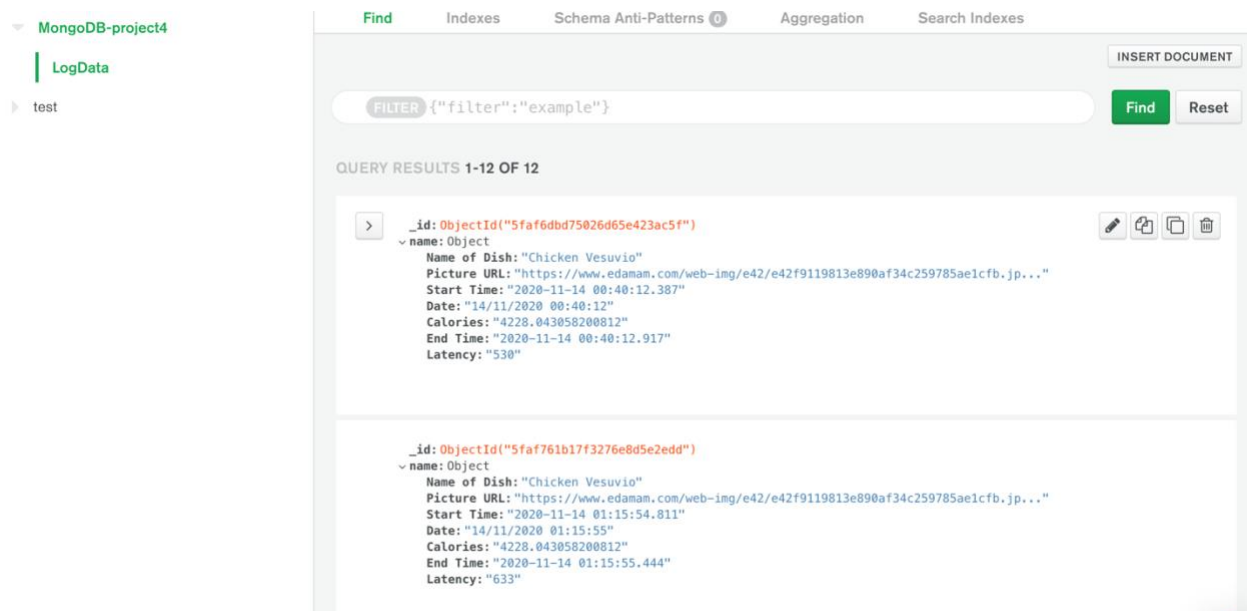 MongoDB-project4
LogData
test
Find Indexes Schema Anti-Patterns 0 Aggregation Search Indexes
INSERT DOCUMENT
FILTER {"filter":"example"}
Find Reset
QUERY RESULTS 1-12 OF 12
_id: ObjectId("5faf6dbd75026d65e423ac5f")
name: Object
Name of Dish: "Chicken Vesuvio"
Picture URL: "https://www.edamam.com/web-img/e42/e42f9119813e890af34c259785ae1cfb.jp..."
Start Time: "2020-11-14 00:40:12.387"
Date: "14/11/2020 00:40:12"
Calories: "4228.043058200812"
End Time: "2020-11-14 00:40:12.917"
Latency: "530"
_id: ObjectId("5faf761b17f3276e8d5e2edd")
name: Object
Name of Dish: "Chicken Vesuvio"
Picture URL: "https://www.edamam.com/web-img/e42/e42f9119813e890af34c259785ae1cfb.jp..."
Start Time: "2020-11-14 01:15:54.811"
Date: "14/11/2020 01:15:55"
Calories: "4228.043058200812"
End Time: "2020-11-14 01:15:55.444"
Latency: "633"